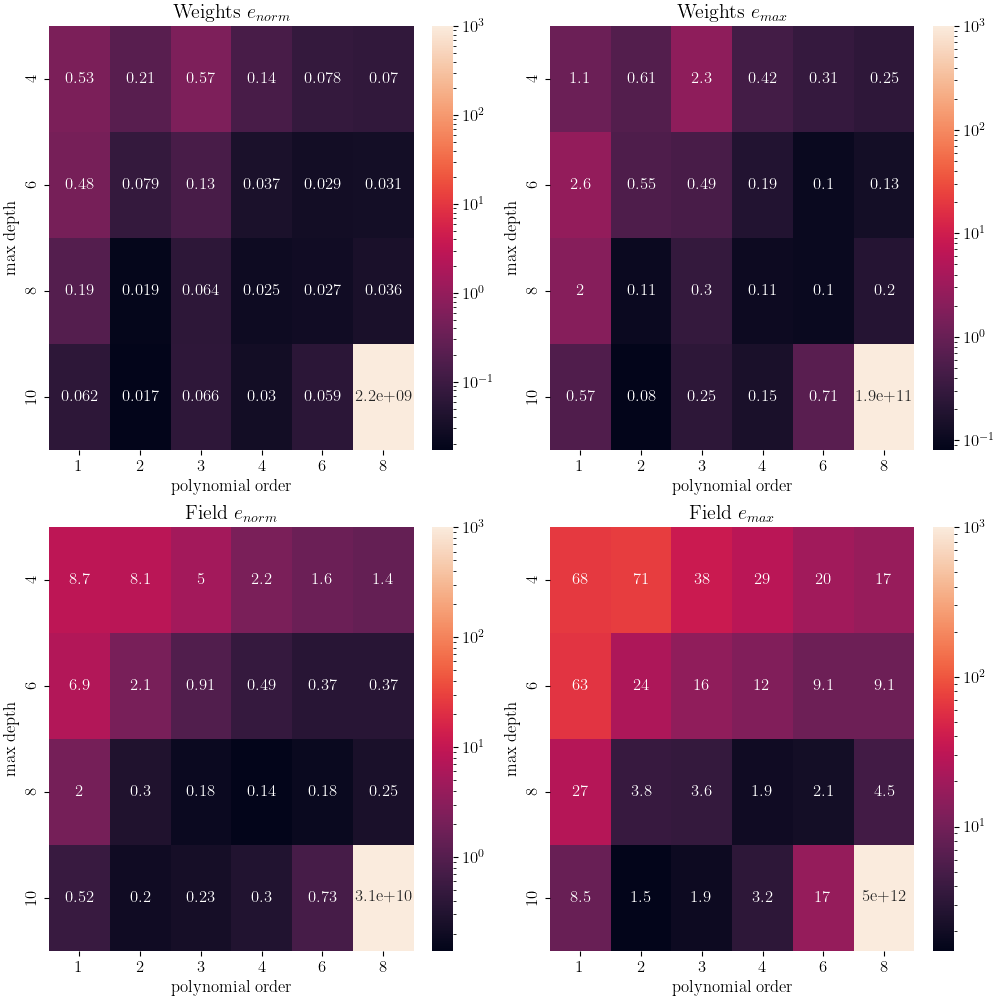 Weights e_norm
4 0.53 0.21 0.57 0.14 0.078 0.07
6 0.48 0.079 0.13 0.037 0.029 0.031
8 0.19 0.019 0.064 0.025 0.027 0.036
10 0.062 0.017 0.066 0.03 0.059 2.2e+09
1 2 3 4 6 8
polynomial order
max depth
10^3
10^2
10^1
10^0
10^-1
Weights e_max
4 1.1 0.61 2.3 0.42 0.31 0.25
6 2.6 0.55 0.49 0.19 0.1 0.13
8 2 0.11 0.3 0.11 0.1 0.2
10 0.57 0.08 0.25 0.15 0.71 1.9e+11
1 2 3 4 6 8
polynomial order
max depth
10^3
10^2
10^1
10^0
10^-1
Field e_norm
4 8.7 8.1 5 2.2 1.6 1.4
6 6.9 2.1 0.91 0.49 0.37 0.37
8 2 0.3 0.18 0.14 0.18 0.25
10 0.52 0.2 0.23 0.3 0.73 3.1e+10
1 2 3 4 6 8
polynomial order
max depth
10^3
10^2
10^1
10^0
Field e_max
4 68 71 38 29 20 17
6 63 24 16 12 9.1 9.1
8 27 3.8 3.6 1.9 2.1 4.5
10 8.5 1.5 1.9 3.2 17 5e+12
1 2 3 4 6 8
polynomial order
max depth
10^3
10^2
10^1